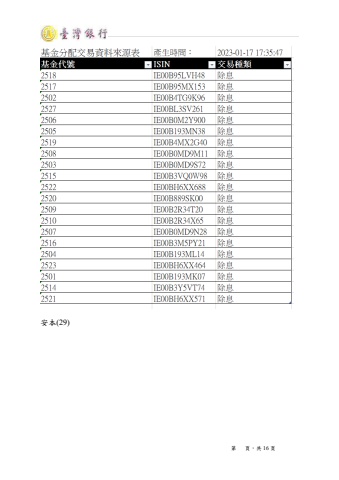 臺灣銀行
基金分配交易資料來源表 產生時間： 2023-01-17 17:35:47
基金代號 ISIN 交易種類
2518 IE00B95LVH48 除息
2517 IE00B95MX153 除息
2502 IE00B4TG9K96 除息
2527 IE00BL3SV261 除息
2506 IE00B0M2Y900 除息
2505 IE00B193MN38 除息
2519 IE00B4MX2G40 除息
2508 IE00B0MD9M11 除息
2503 IE00B0MD9S72 除息
2515 IE00B3VQ0W98 除息
2522 IE00BH6XX688 除息
2520 IE00B889SK00 除息
2509 IE00B2R34T20 除息
2510 IE00B2R34X65 除息
2507 IE00B0MD9N28 除息
2516 IE00B3M5PY21 除息
2504 IE00B193ML14 除息
2523 IE00BH6XX464 除息
2501 IE00B193MK07 除息
2514 IE00B3Y5VT74 除息
2521 IE00BH6XX571 除息
安本(29)
第 頁，共 16 頁